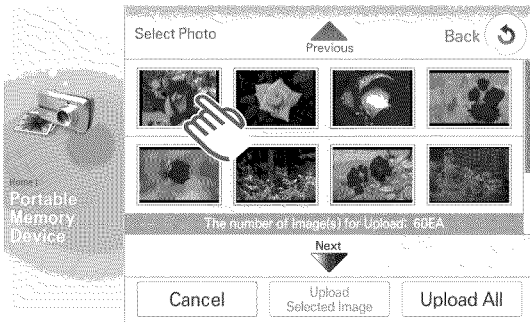 Select Photo
Previous
Back
Home |
Portable
Memory
Device
The number of Image(s) for Upload: 60EA
Next
Cancel
Upload
Selected Image
Upload All